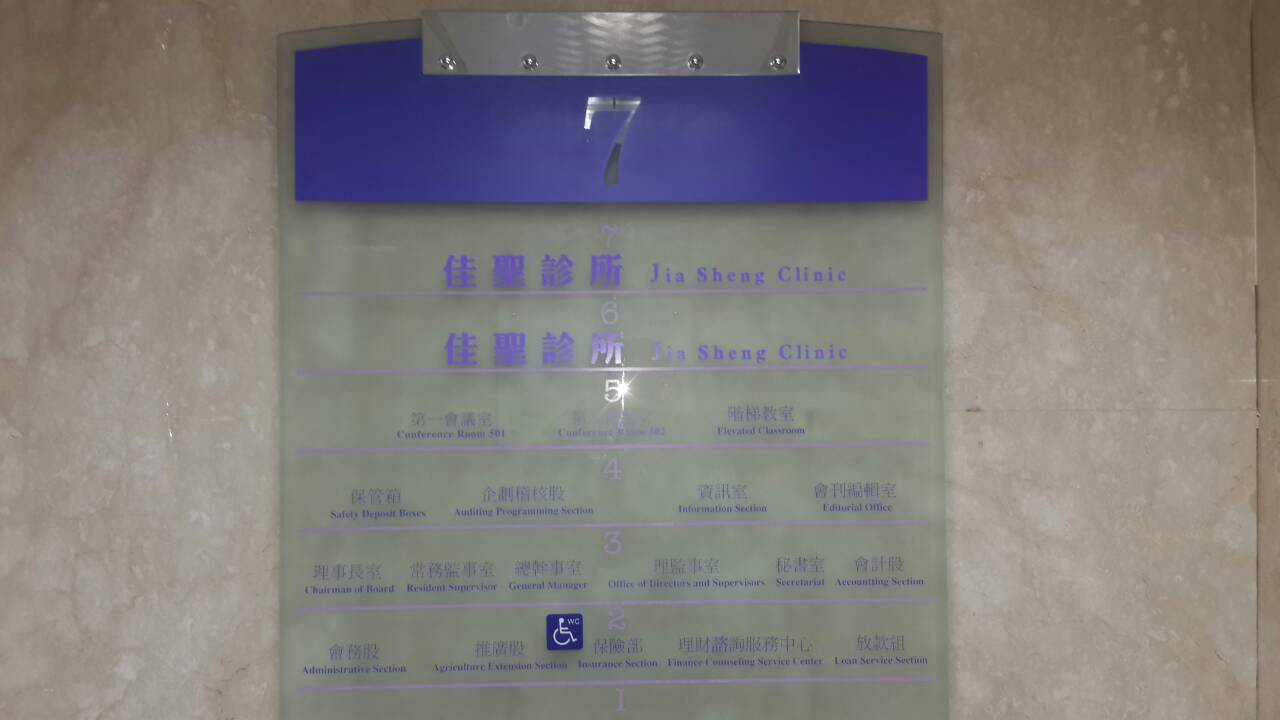 7
7
佳聖診所 Jia Sheng Clinic
6
佳聖診所 Jia Sheng Clinic
5
第一會議室 第 階梯教室
Conference Room 501 Conference Room 502 Elevated Classroom
4
保管箱 企劃稽核股 資訊室 會刊編輯室
Safety Deposit Boxes Auditing Programming Section Information Section Editorial Office
3
理事長室 常務監事室 總幹事室 理監事室 秘書室 會計股
Chairman of Board Resident Supervisor General Manager Office of Directors and Supervisors Secretariat Accountting Section
2
WC
會務股 推廣股 保險部 理財諮詢服務中心 放款組
Administrative Section Agriculture Extension Section Insurance Section Finance Counseling Service Center Loan Service Section
1